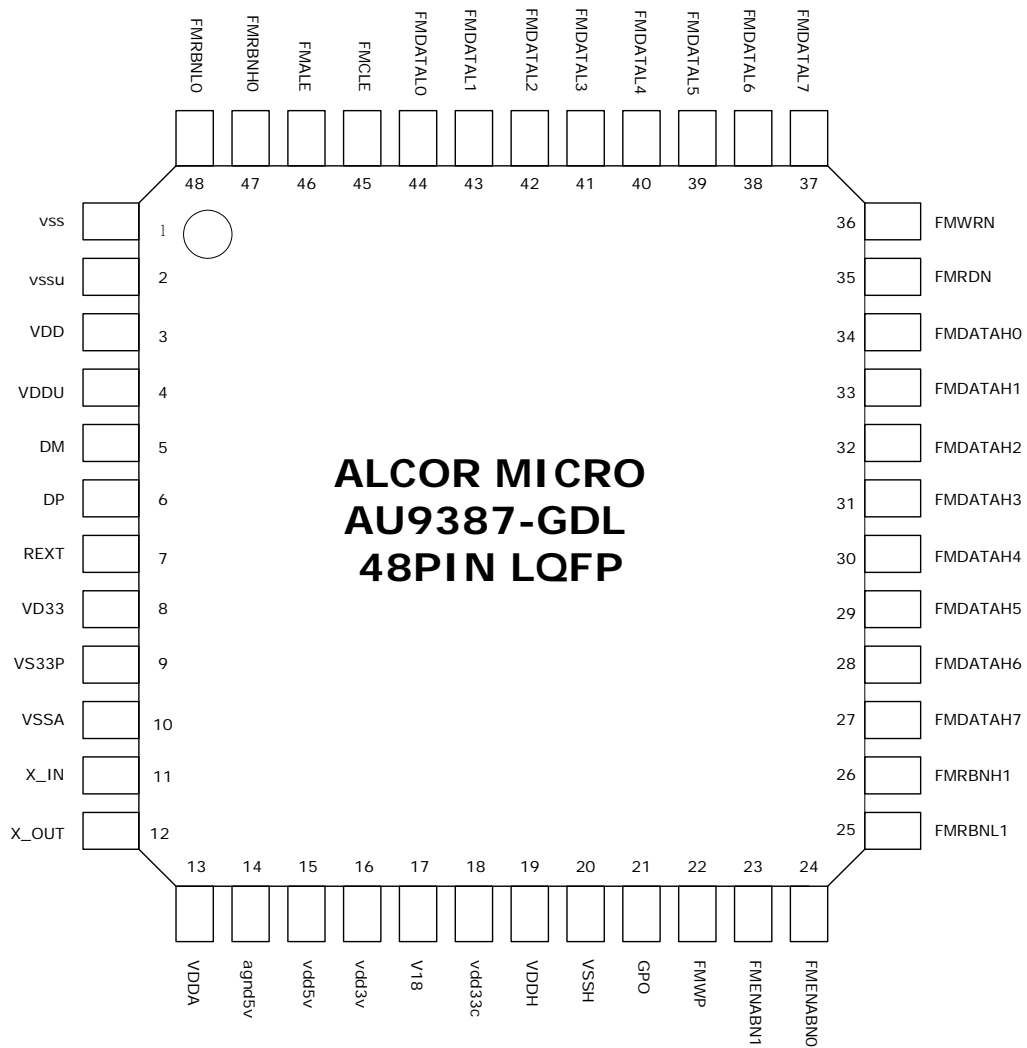 FMRBNL0
FMRBNH0
FMALE
FMCLE
FMDATAL0
FMDATAL1
FMDATAL2
FMDATAL3
FMDATAL4
FMDATAL5
FMDATAL6
FMDATAL7
48 47 46 45 44 43 42 41 40 39 38 37
vss 1 36 FMWRN
vssu 2 35 FMRDN
VDD 3 34 FMDATAH0
VDDU 4 33 FMDATAH1
DM 5 32 FMDATAH2
DP 6 31 FMDATAH3
REXT 7 30 FMDATAH4
VD33 8 29 FMDATAH5
VS33P 9 28 FMDATAH6
VSSA 10 27 FMDATAH7
X_IN 11 26 FMRBNH1
X_OUT 12 25 FMRBNL1
ALCOR MICRO
AU9387-GDL
48PIN LQFP
13 14 15 16 17 18 19 20 21 22 23 24
VDDA
agnd5v
vdd5v
vdd3v
V18
vdd33c
VDDH
VSSH
GPO
FMWP
FMENABN1
FMENABN0